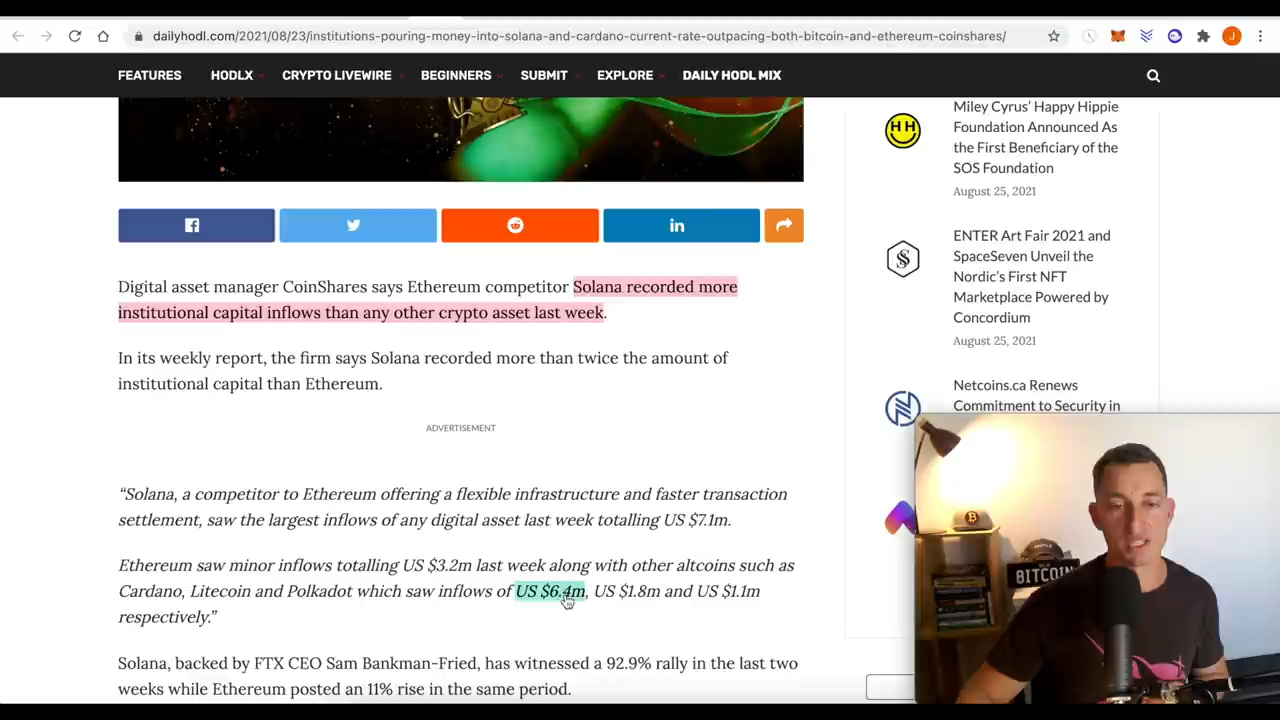 dailyhodl.com/2021/08/23/institutions-pouring-money-into-solana-and-cardano-current-rate-outpacing-both-bitcoin-and-ethereum-coinshares/
J
FEATURES HODLX CRYPTO LIVEWIRE BEGINNERS SUBMIT EXPLORE DAILY HODL MIX
Digital asset manager CoinShares says Ethereum competitor Solana recorded more
institutional capital inflows than any other crypto asset last week.
In its weekly report, the firm says Solana recorded more than twice the amount of
institutional capital than Ethereum.
ADVERTISEMENT
“Solana, a competitor to Ethereum offering a flexible infrastructure and faster transaction
settlement, saw the largest inflows of any digital asset last week totalling US $7.1m.
Ethereum saw minor inflows totalling US $3.2m last week along with other altcoins such as
Cardano, Litecoin and Polkadot which saw inflows of US $6.4m, US $1.8m and US $1.1m
respectively.”
Solana, backed by FTX CEO Sam Bankman-Fried, has witnessed a 92.9% rally in the last two
weeks while Ethereum posted an 11% rise in the same period.
Miley Cyrus’ Happy Hippie
Foundation Announced As
the First Beneficiary of the
SOS Foundation
August 25, 2021
ENTER Art Fair 2021 and
SpaceSeven Unveil the
Nordic’s First NFT
Marketplace Powered by
Concordium
August 25, 2021
Netcoins.ca Renews
Commitment to Security in
BITCOIN